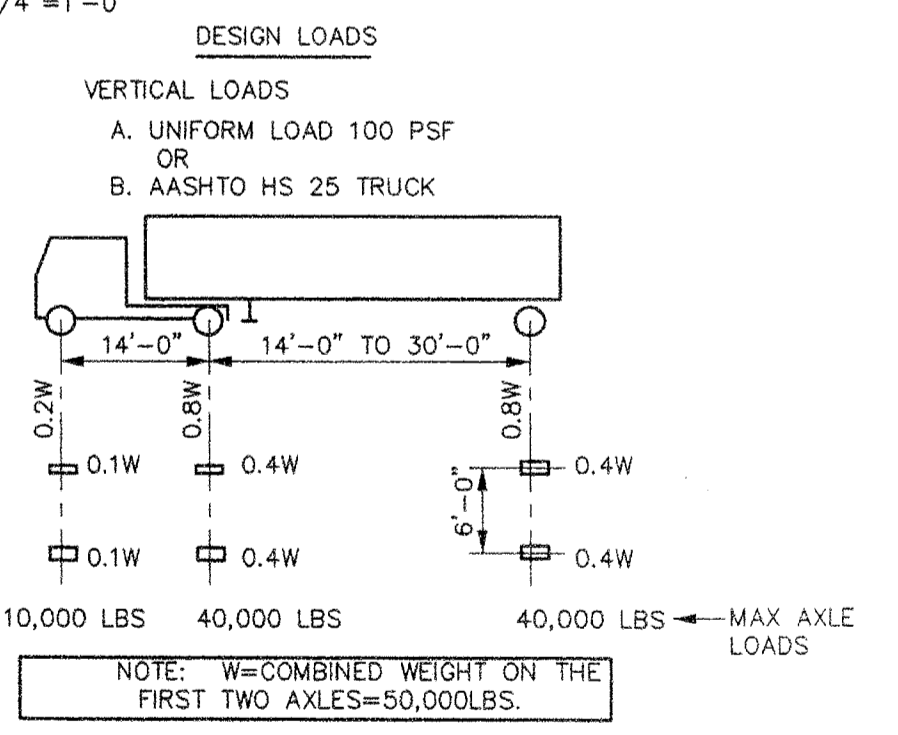 /4"=1'-0
DESIGN LOADS
VERTICAL LOADS
A. UNIFORM LOAD 100 PSF
OR
B. AASHTO HS 25 TRUCK
14'-0" 14'-0" TO 30'-0"
0.2W 0.8W 0.8W
0.1W 0.4W 0.4W
6'-0"
0.1W 0.4W 0.4W
10,000 LBS 40,000 LBS 40,000 LBS MAX AXLE
LOADS
NOTE: W=COMBINED WEIGHT ON THE
FIRST TWO AXLES=50,000LBS.